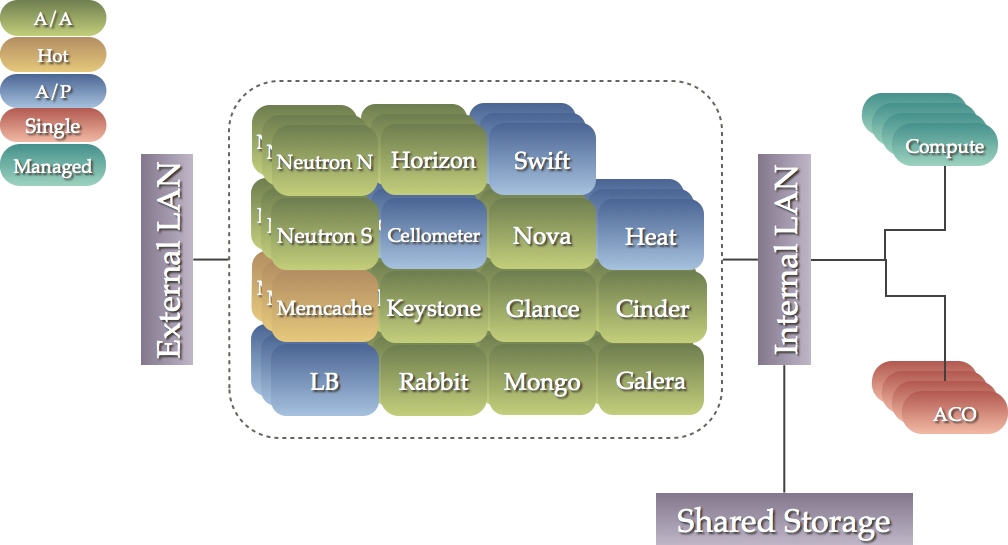 A/A
Hot
A/P
Single
Managed
External LAN
Neutron N
Horizon
Swift
Neutron S
Cellometer
Nova
Heat
Memcache
Keystone
Glance
Cinder
LB
Rabbit
Mongo
Galera
Internal LAN
Compute
ACO
Shared Storage